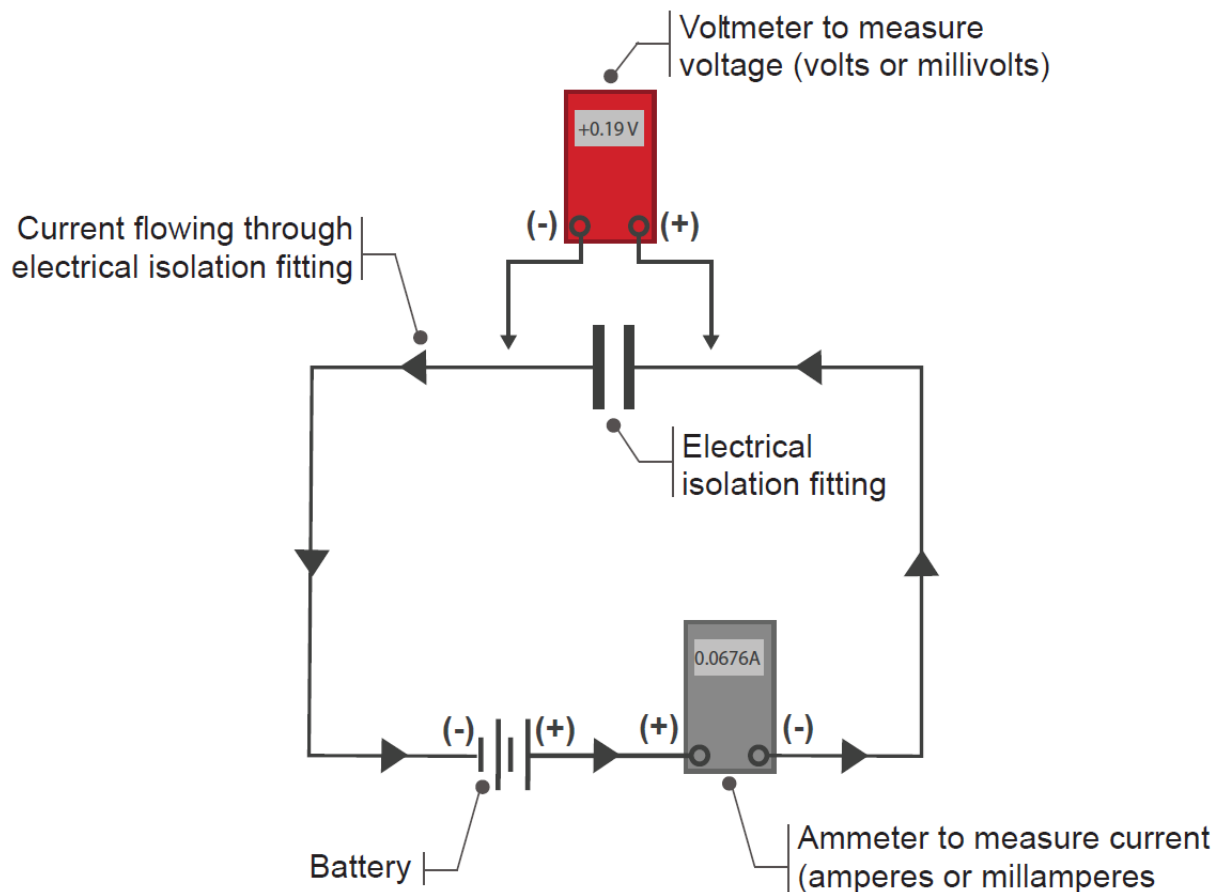 Voltmeter to measure
voltage (volts or millivolts)
+0.19 V
(-)
(+)
Current flowing through
electrical isolation fitting
Electrical
isolation fitting
0.0676A
(-)
(+)
(+)
(-)
Battery
Ammeter to measure current
(amperes or millamperes